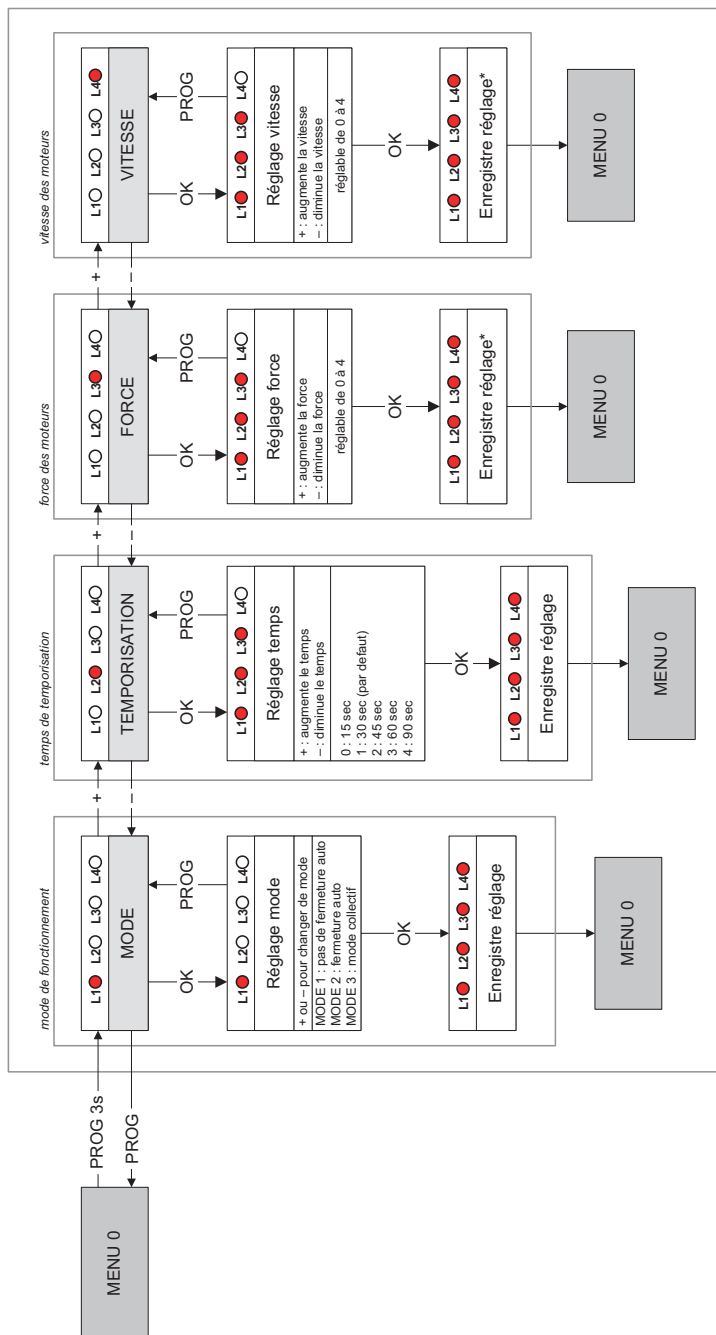 MENU 0
PROG 3s
PROG
mode de fonctionnement
L1 L2 L3 L4
MODE
OK
PROG
L1 L2 L3 L4
Réglage mode
+ ou – pour changer de mode
MODE 1 : pas de fermeture auto
MODE 2 : fermeture auto
MODE 3 : mode collectif
OK
L1 L2 L3 L4
Enregistre réglage
MENU 0
+
–
temps de temporisation
L1 L2 L3 L4
TEMPORISATION
OK
PROG
L1 L2 L3 L4
Réglage temps
+ : augmente le temps
– : diminue le temps
0 : 15 sec
1 : 30 sec (par defaut)
2 : 45 sec
3 : 60 sec
4 : 90 sec
OK
L1 L2 L3 L4
Enregistre réglage
MENU 0
+
–
force des moteurs
L1 L2 L3 L4
FORCE
OK
PROG
L1 L2 L3 L4
Réglage force
+ : augmente la force
– : diminue la force
réglable de 0 à 4
OK
L1 L2 L3 L4
Enregistre réglage*
MENU 0
+
–
vitesse des moteurs
L1 L2 L3 L4
VITESSE
OK
PROG
L1 L2 L3 L4
Réglage vitesse
+ : augmente la vitesse
– : diminue la vitesse
réglable de 0 à 4
OK
L1 L2 L3 L4
Enregistre réglage*
MENU 0